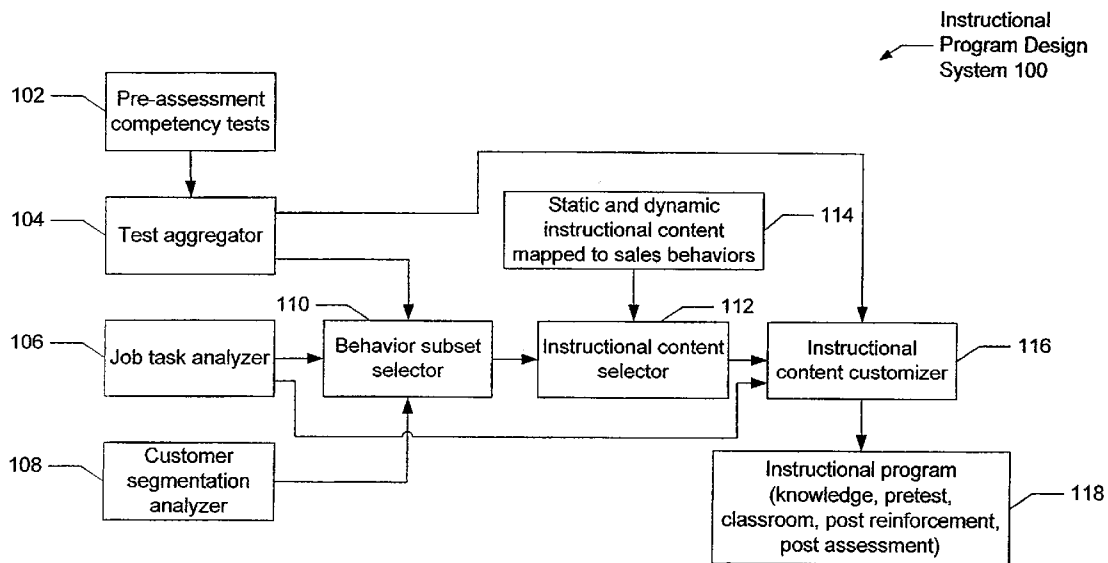 Instructional
Program Design
System 100
102
Pre-assessment
competency tests
104
Test aggregator
Static and dynamic
instructional content
mapped to sales behaviors
114
110
112
106
Job task analyzer
Behavior subset
selector
Instructional content
selector
Instructional
content customizer
116
108
Customer
segmentation
analyzer
Instructional program
(knowledge, pretest,
classroom, post reinforcement,
post assessment)
118